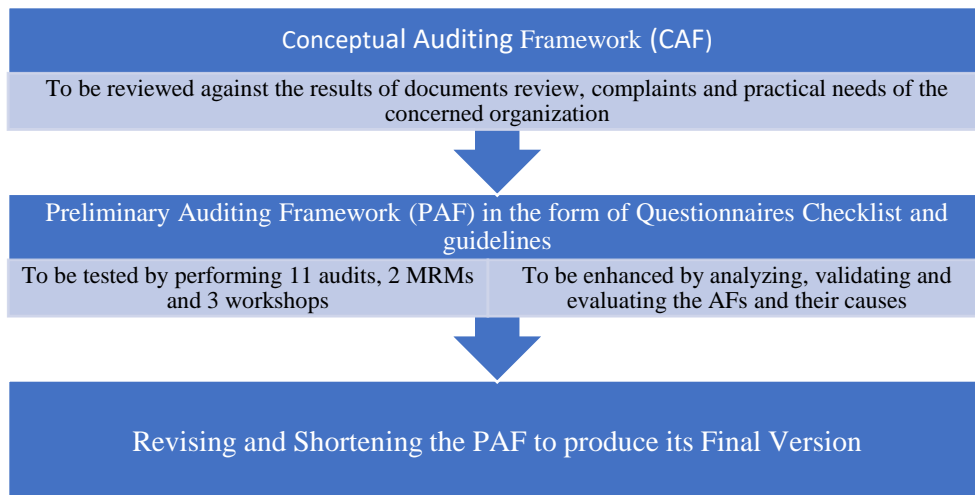 Conceptual Auditing Framework (CAF)
To be reviewed against the results of documents review, complaints and practical needs of the
concerned organization
Preliminary Auditing Framework (PAF) in the form of Questionnaires Checklist and
guidelines
To be tested by performing 11 audits, 2 MRMs
and 3 workshops
To be enhanced by analyzing, validating and
evaluating the AFs and their causes
Revising and Shortening the PAF to produce its Final Version